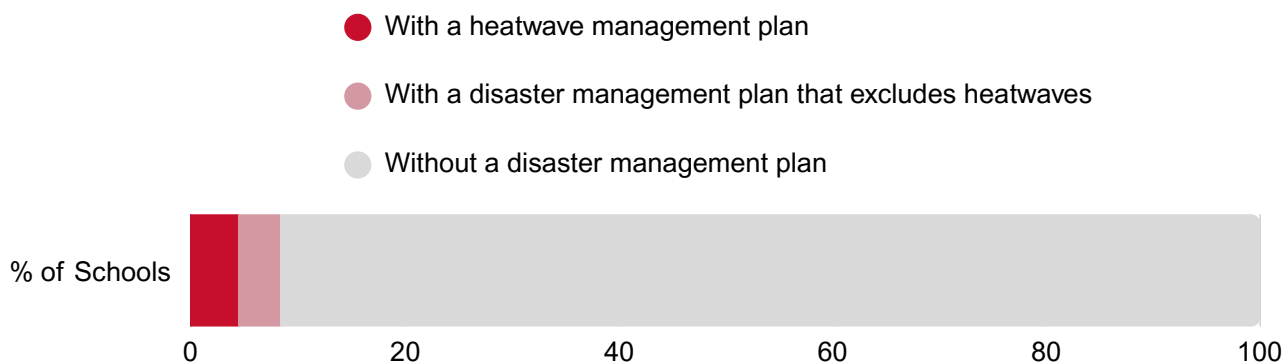 With a heatwave management plan
With a disaster management plan that excludes heatwaves
Without a disaster management plan
% of Schools
0 20 40 60 80 100